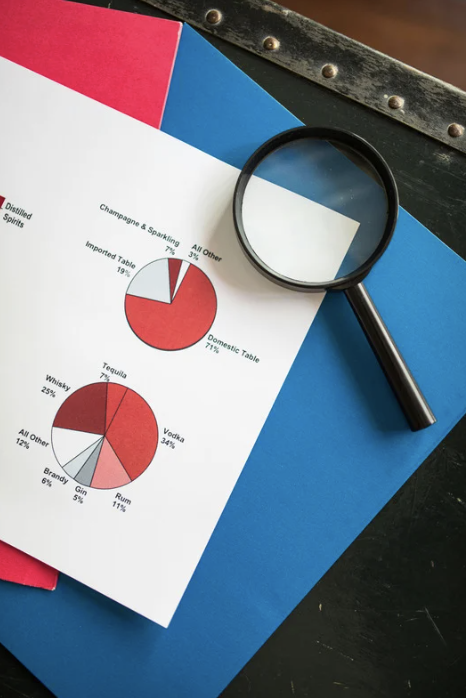 Distilled
Spirits
Champagne & Sparkling
7%
All Other
3%
Imported Table
19%
Domestic Table
71%
Tequila
7%
Whisky
25%
Vodka
34%
All Other
12%
Brandy
6%
Gin
5%
Rum
11%